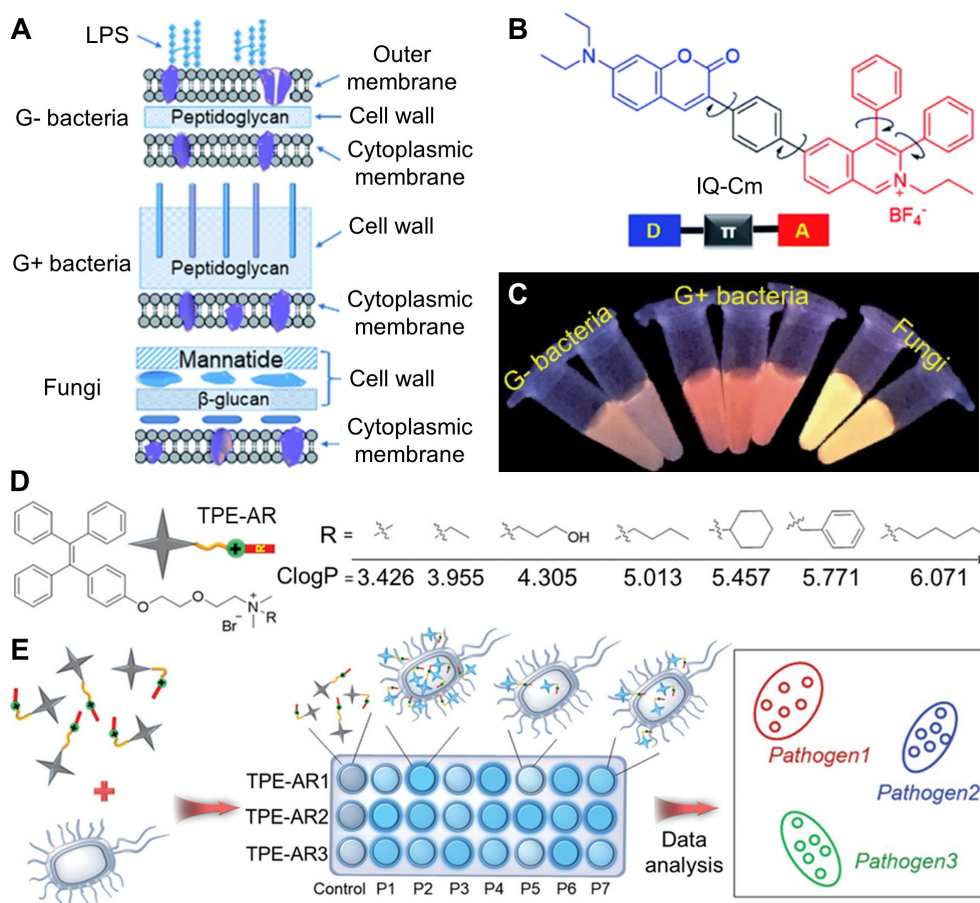 A
LPS
Outer
membrane
G- bacteria
Peptidoglycan
Cell wall
Cytoplasmic
membrane
Cell wall
G+ bacteria
Peptidoglycan
Cytoplasmic
membrane
Mannatide
Fungi
Cell wall
β-glucan
Cytoplasmic
membrane
B
N
O
O
IQ-Cm
N
+
BF4-
D
π
A
C
G- bacteria
G+ bacteria
Fungi
D
TPE-AR
R
O
O
N
+
R
Br-
R =
OH
ClogP = 3.426 3.955 4.305 5.013 5.457 5.771 6.071
E
TPE-AR1
TPE-AR2
TPE-AR3
Control P1 P2 P3 P4 P5 P6 P7
Data
analysis
Pathogen1
Pathogen2
Pathogen3